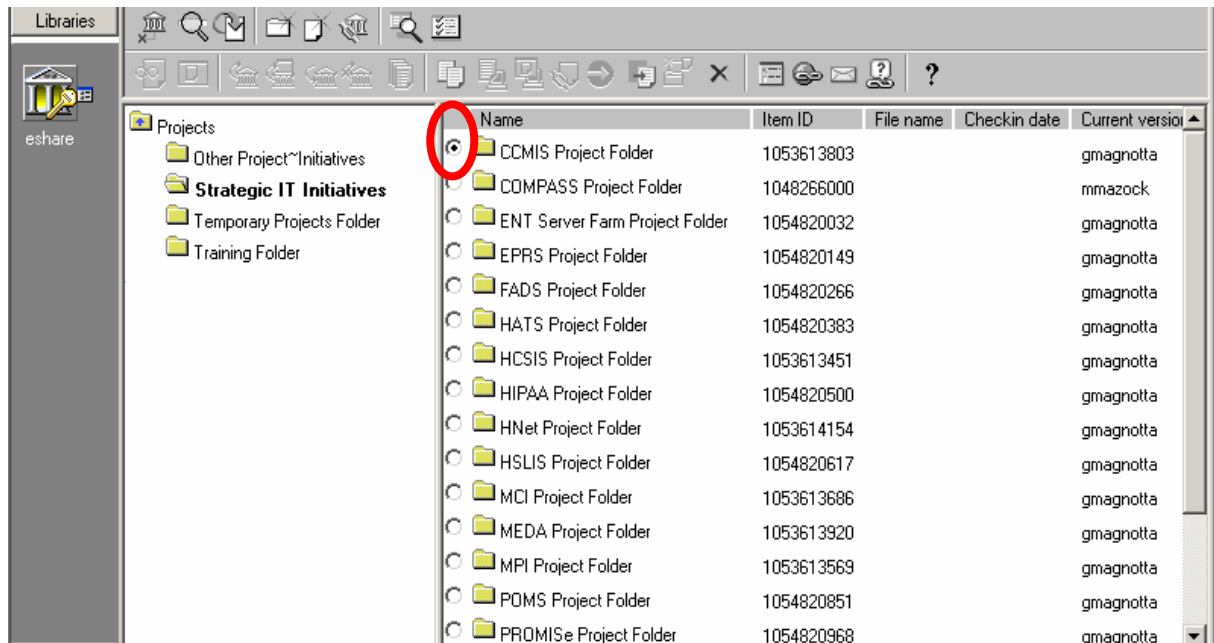 Libraries
eshare
?
Projects
Other Project~Initiatives
Strategic IT Initiatives
Temporary Projects Folder
Training Folder
Name Item ID File name Checkin date Current version
CCMIS Project Folder 1053613803 gmagnotta
COMPASS Project Folder 1048266000 mmazock
ENT Server Farm Project Folder 1054820032 gmagnotta
EPRS Project Folder 1054820149 gmagnotta
FADS Project Folder 1054820266 gmagnotta
HATS Project Folder 1054820383 gmagnotta
HCSIS Project Folder 1053613451 gmagnotta
HIPAA Project Folder 1054820500 gmagnotta
HNet Project Folder 1053614154 gmagnotta
HSLIS Project Folder 1054820617 gmagnotta
MCI Project Folder 1053613686 gmagnotta
MEDA Project Folder 1053613920 gmagnotta
MPI Project Folder 1053613569 gmagnotta
POMS Project Folder 1054820851 gmagnotta
PROMISe Project Folder 1054820968 gmagnotta